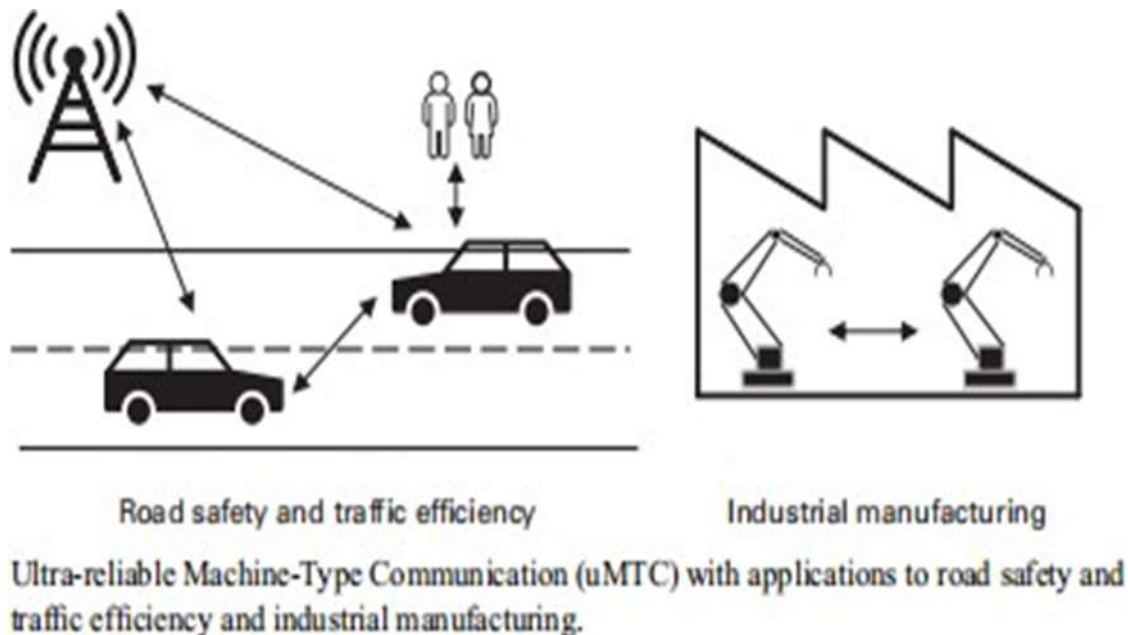 Road safety and traffic efficiency
Industrial manufacturing
Ultra-reliable Machine-Type Communication (uMTC) with applications to road safety and
traffic efficiency and industrial manufacturing.